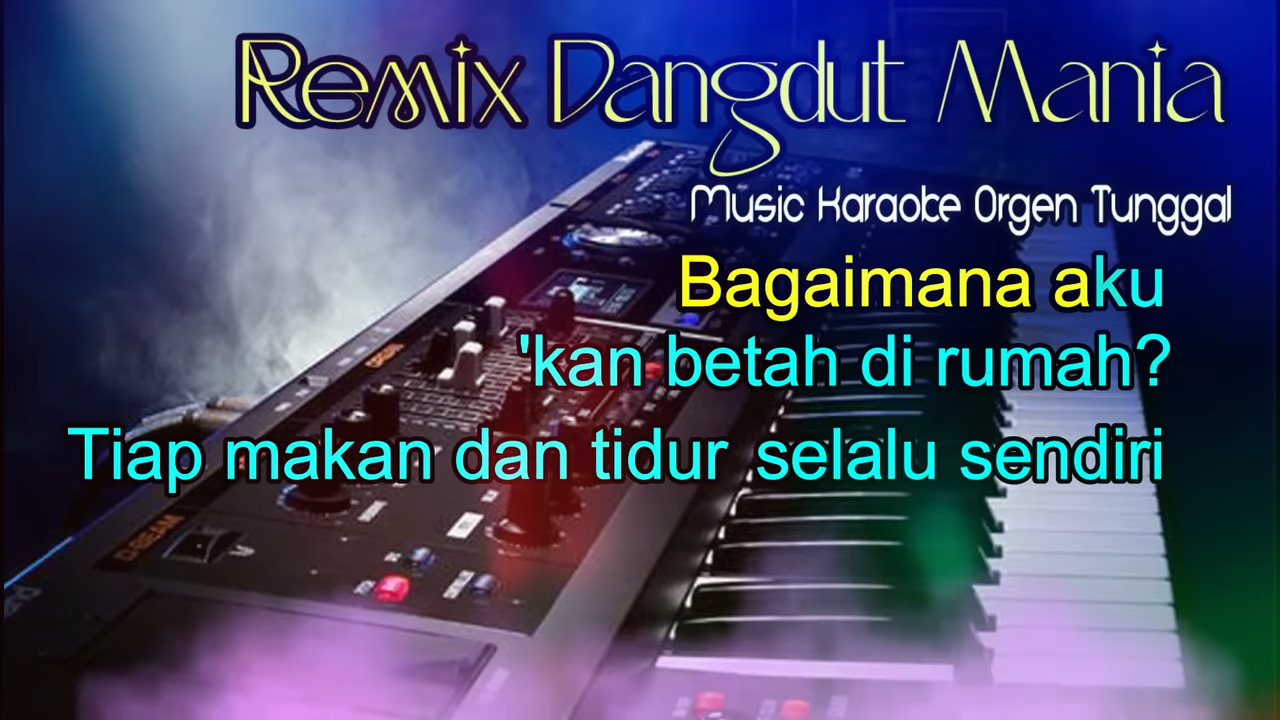 Remix Dangdut Mania
Music Karaoke Orgen Tunggal
Bagaimana aku
'kan betah di rumah?
Tiap makan dan tidur selalu sendiri
D-BEAM